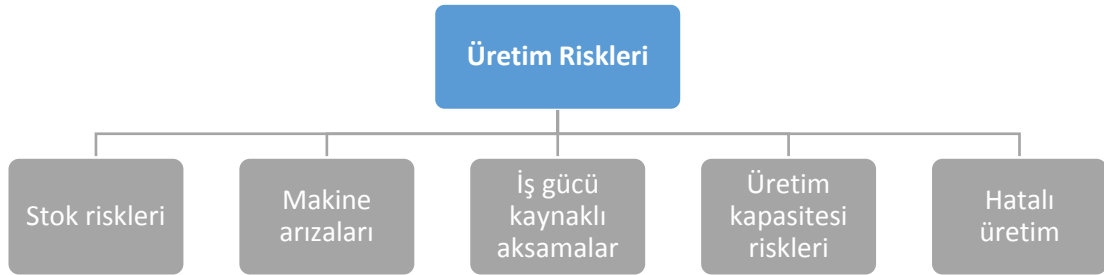 Üretim Riskleri
Stok riskleri
Makine
arızaları
İş gücü
kaynaklı
aksamalar
Üretim
kapasitesi
riskleri
Hatalı
üretim